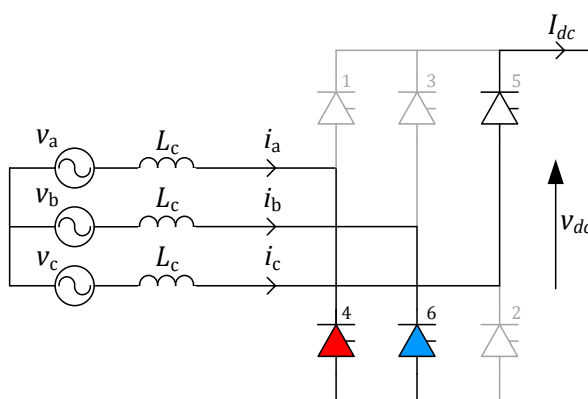 I_dc
1 3 5
v_a L_c i_a
v_b L_c i_b
v_c L_c i_c
v_dc
4 6 2